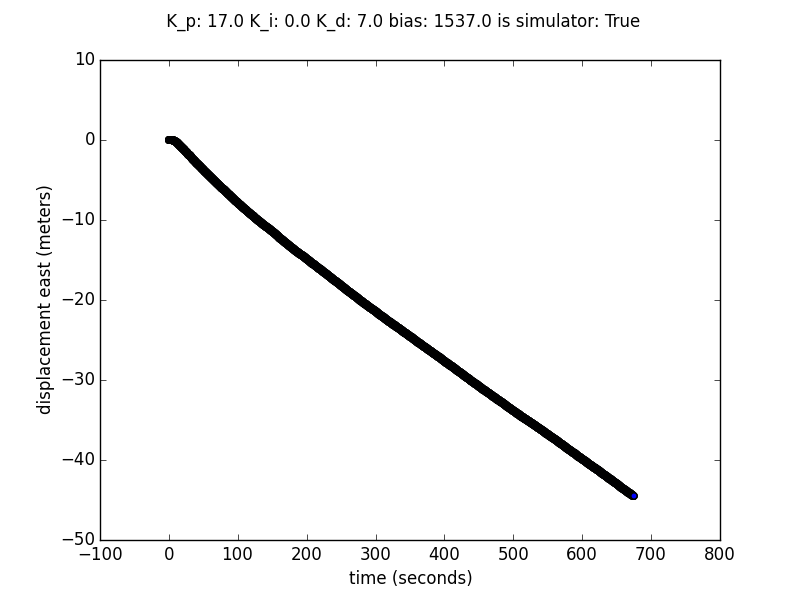 K_p: 17.0 K_i: 0.0 K_d: 7.0 bias: 1537.0 is simulator: True
10
0
−10
−20
−30
−40
−50
displacement east (meters)
−100 0 100 200 300 400 500 600 700 800
time (seconds)